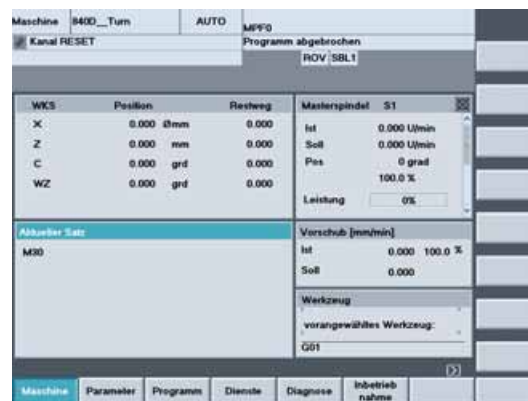 Maschine 840D__Turn AUTO MPF0
Kanal RESET Programm abgebrochen
ROV SBL1
WKS Position Restweg
X 0.000 Ømm 0.000
Z 0.000 mm 0.000
C 0.000 grd 0.000
WZ 0.000 grd 0.000
Masterspindel S1
Ist 0.000 U/min
Soll 0.000 U/min
Pos 0 grad
100.0 %
Leistung 0%
Aktueller Satz
M30
Vorschub [mm/min]
Ist 0.000 100.0 %
Soll 0.000
Werkzeug
vorangewähltes Werkzeug:
G01
Maschine Parameter Programm Dienste Diagnose Inbetrieb
nahme